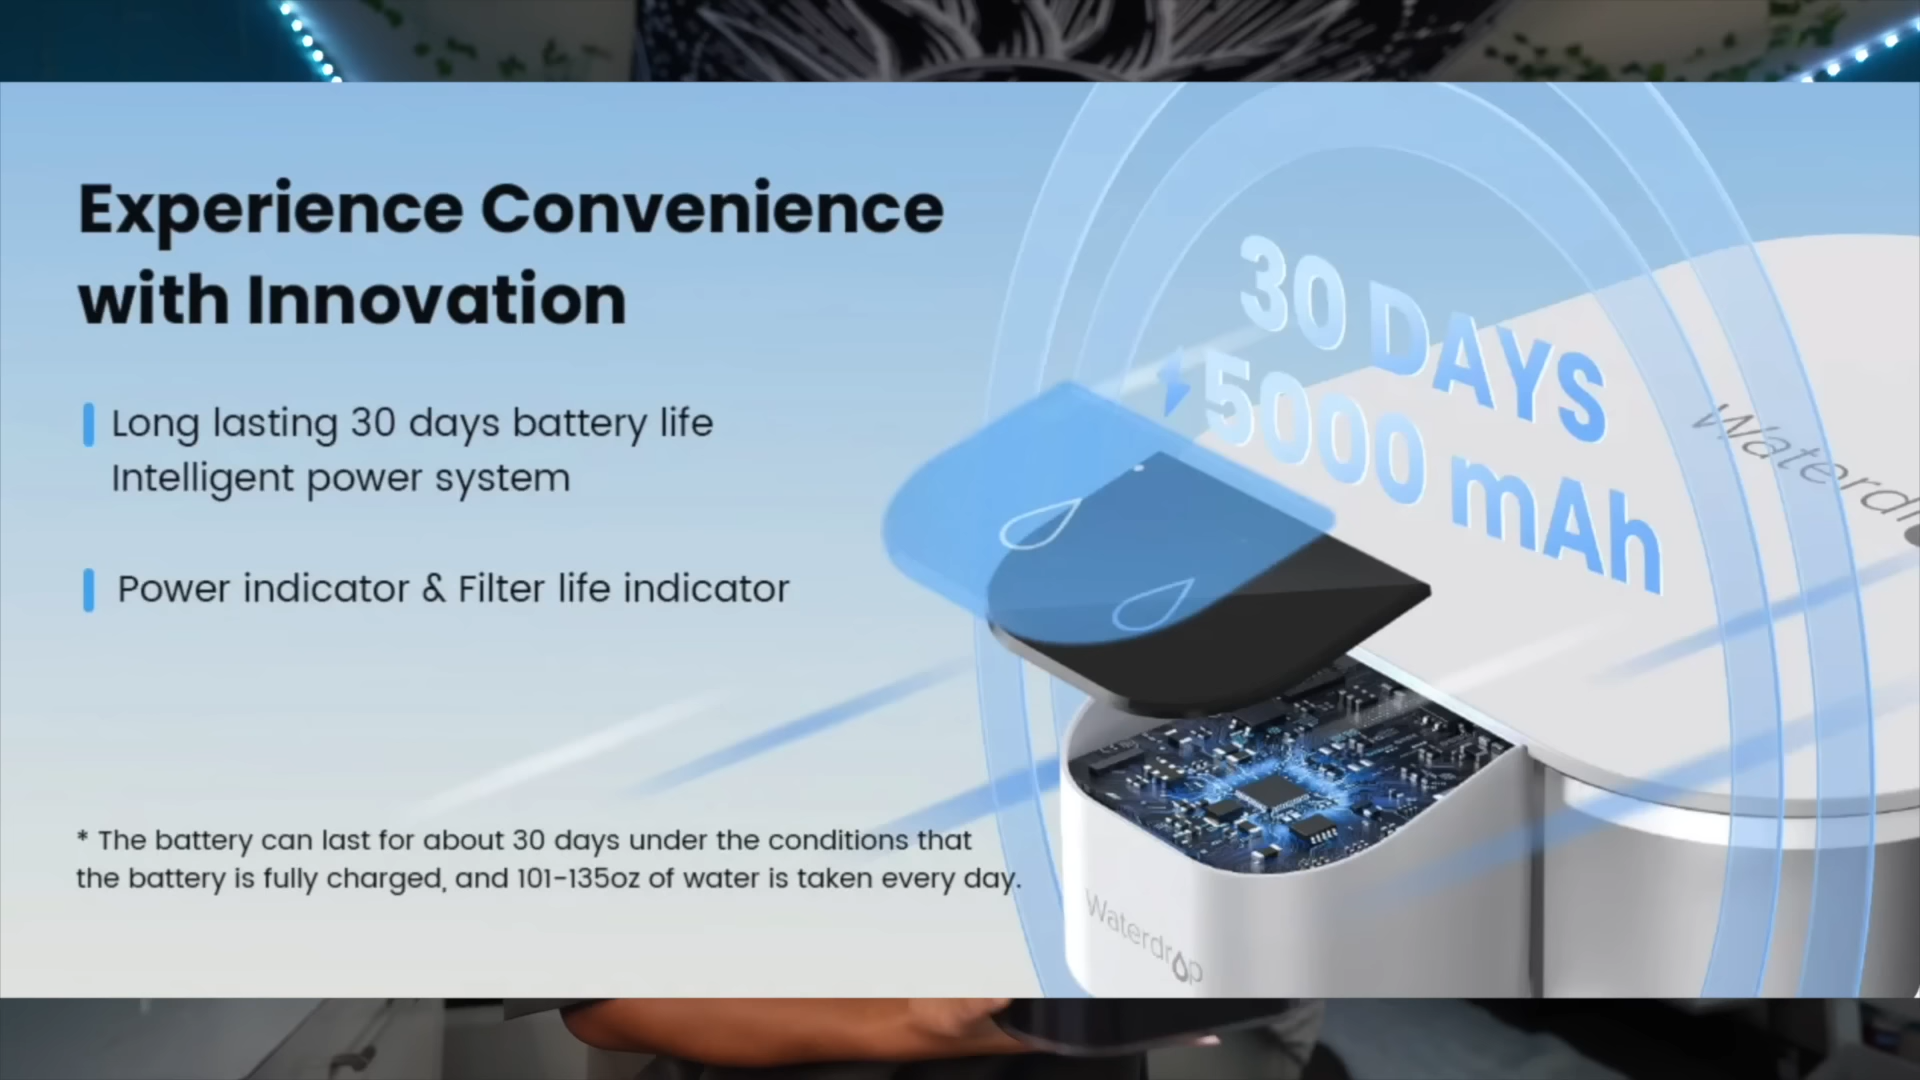 Experience Convenience
with Innovation
Long lasting 30 days battery life
Intelligent power system
Power indicator & Filter life indicator
* The battery can last for about 30 days under the conditions that
the battery is fully charged, and 101-135oz of water is taken every day.
30 DAYS
5000 mAh
Waterdrop